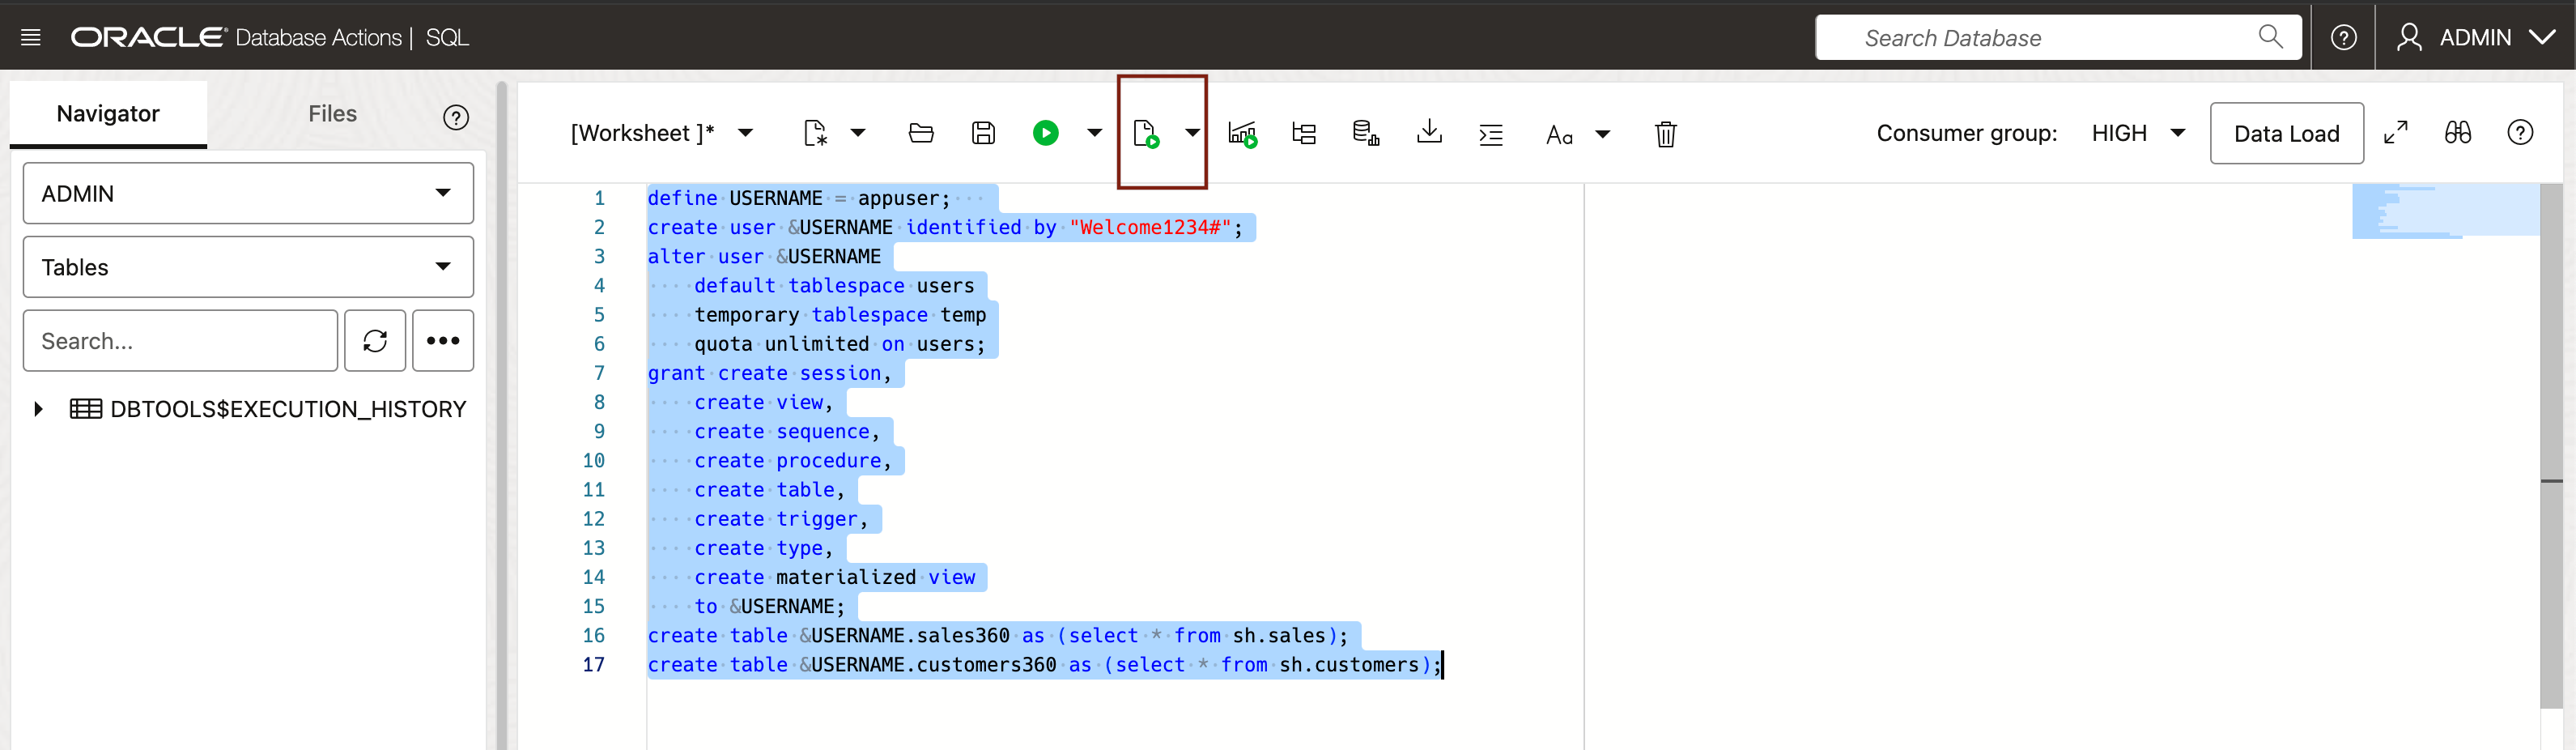 ORACLE Database Actions | SQL
Search Database
ADMIN
Navigator
Files
ADMIN
Tables
Search...
DBTOOLS$EXECUTION_HISTORY
[Worksheet ]*
Aa
Consumer group:
HIGH
Data Load
1 define USERNAME = appuser;
2 create user &USERNAME identified by "Welcome1234#";
3 alter user &USERNAME
4 default tablespace users
5 temporary tablespace temp
6 quota unlimited on users;
7 grant create session,
8 create view,
9 create sequence,
10 create procedure,
11 create table,
12 create trigger,
13 create type,
14 create materialized view
15 to &USERNAME;
16 create table &USERNAME.sales360 as (select * from sh.sales);
17 create table &USERNAME.customers360 as (select * from sh.customers);